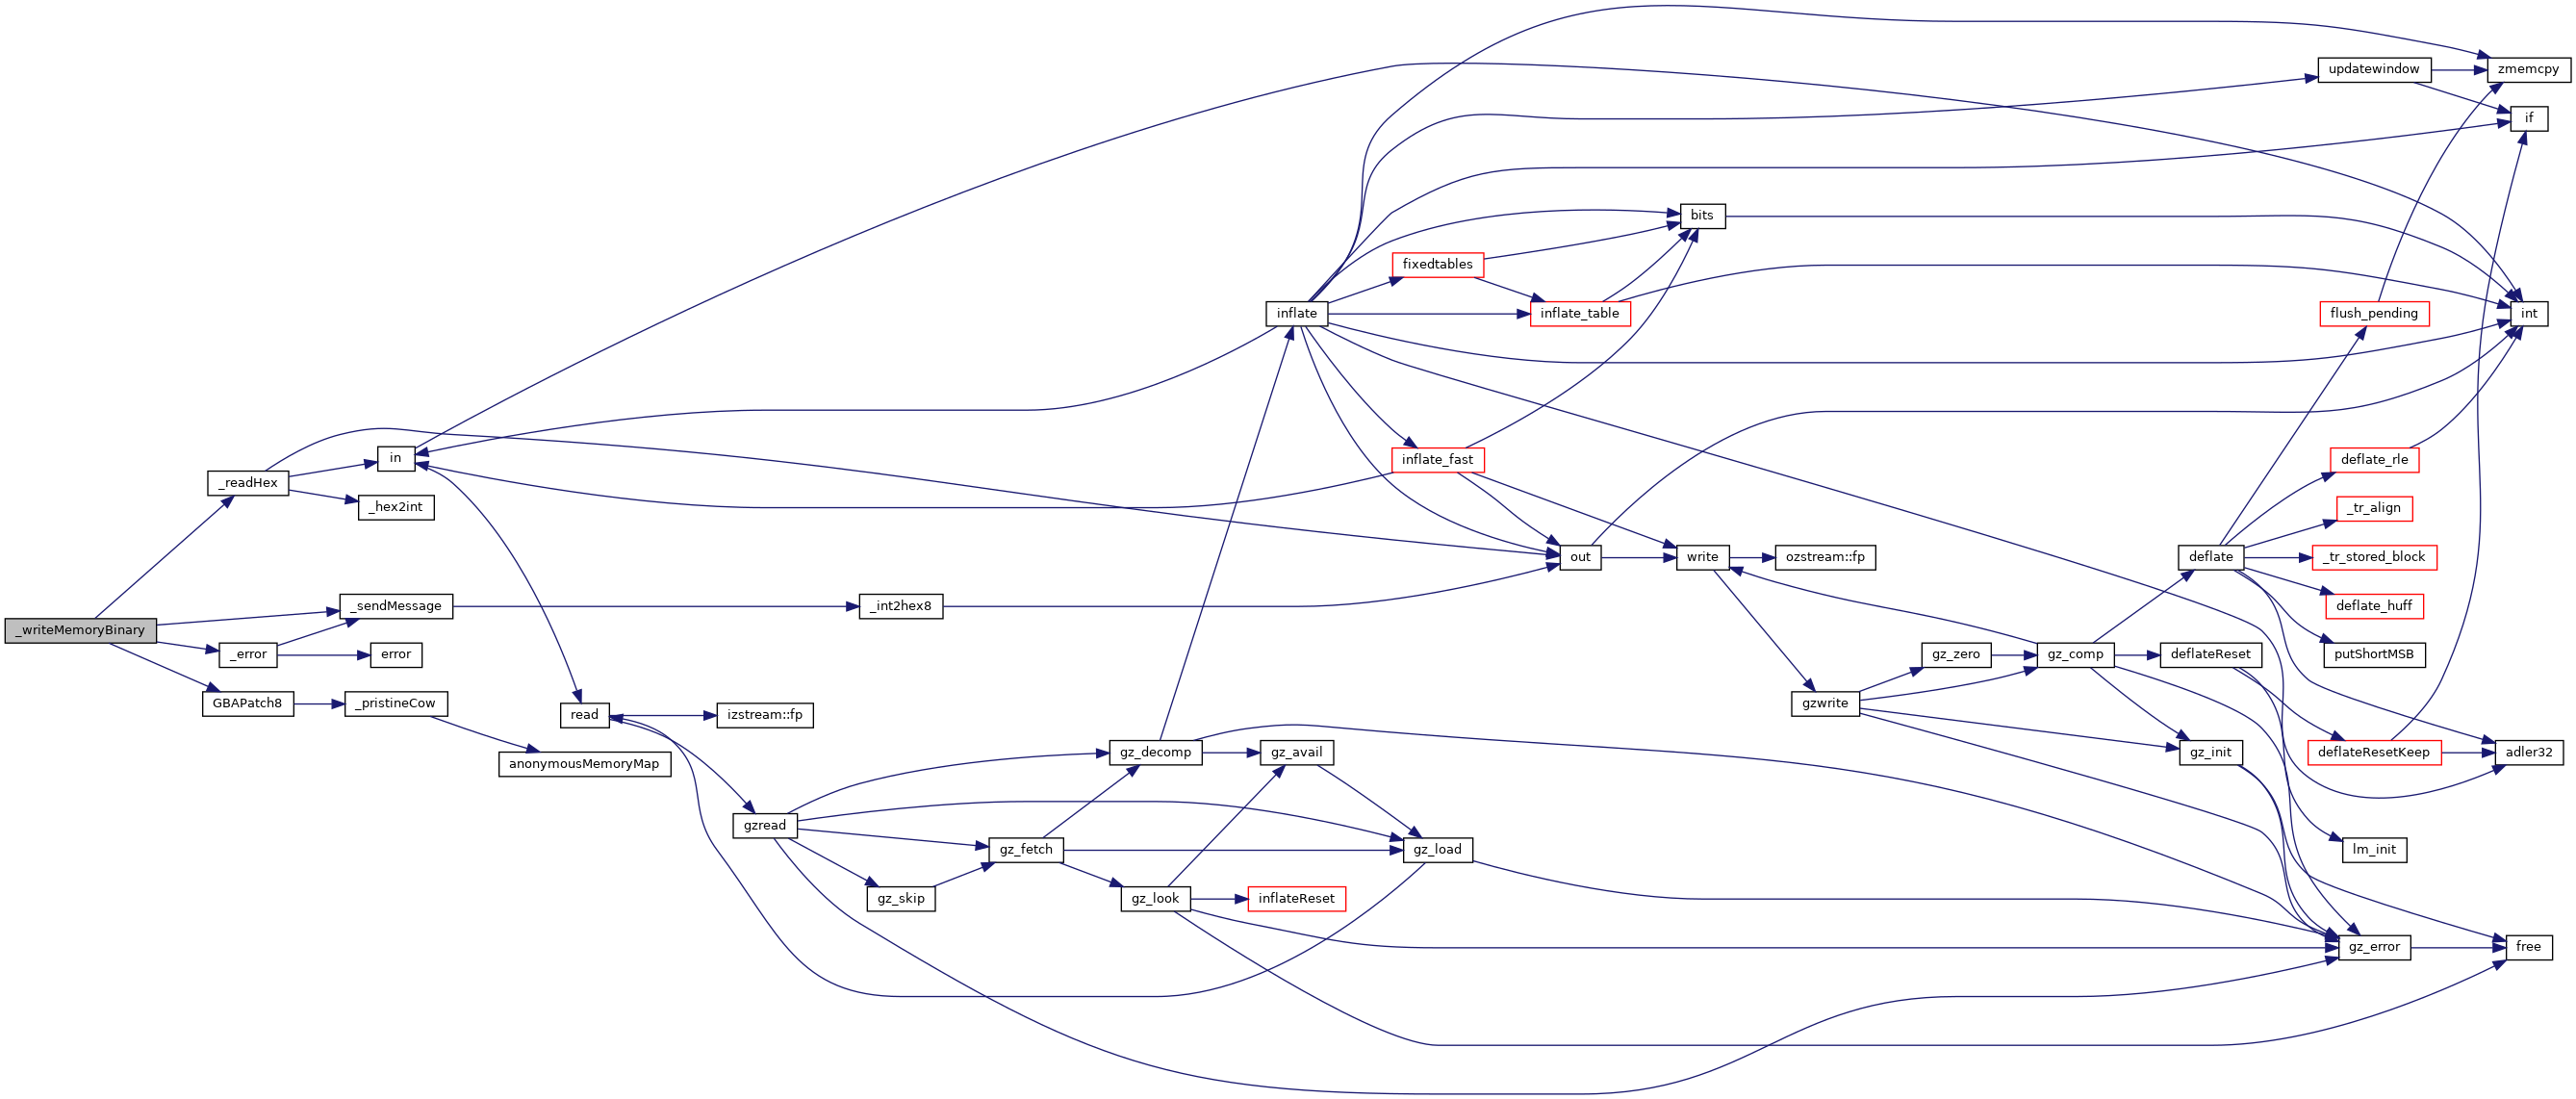 _writeMemoryBinary
_readHex
_error
GBAPatch8
in
_hex2int
_sendMessage
error
_pristineCow
read
anonymousMemoryMap
izstream::fp
gzread
_int2hex8
gz_skip
gz_fetch
gz_decomp
gz_look
inflate
gz_avail
inflateReset
fixedtables
inflate_fast
gz_load
inflate_table
out
bits
write
ozstream::fp
gzwrite
gz_zero
gz_comp
deflate
deflateReset
gz_init
updatewindow
flush_pending
deflate_rle
_tr_align
_tr_stored_block
deflate_huff
putShortMSB
deflateResetKeep
lm_init
gz_error
zmemcpy
if
int
adler32
free